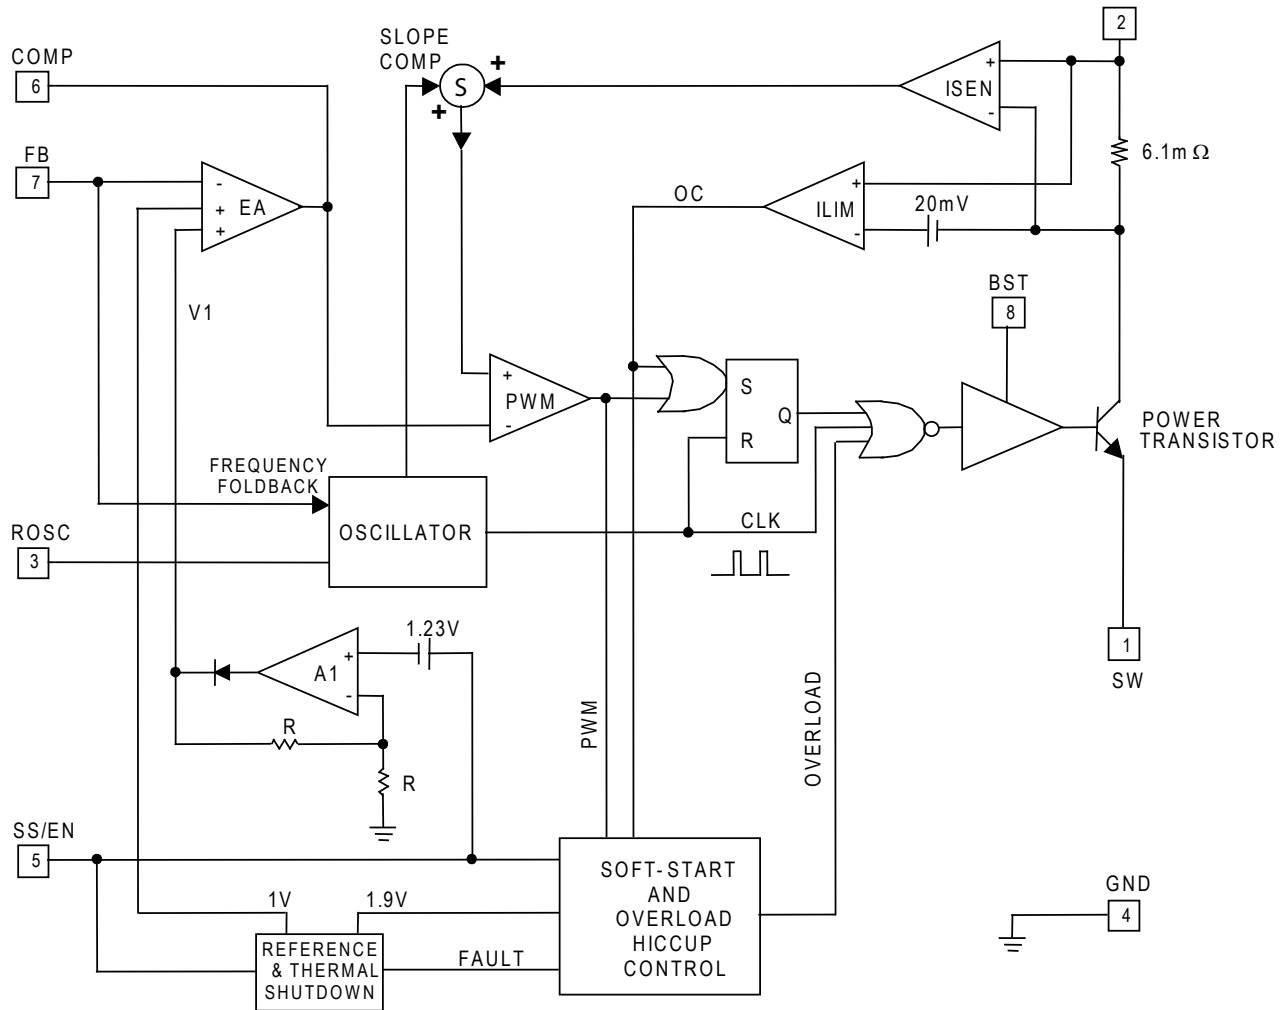 2
SLOPE
COMP
COMP
6
S
+
+
ISEN
+
-
6.1m Ω
FB
7
EA
-
+
+
OC
ILIM
+
-
20mV
V1
BST
8
PWM
+
-
S
Q
R
POWER
TRANSISTOR
FREQUENCY
FOLDBACK
OSCILLATOR
CLK
ROSC
3
1.23V
A1
+
-
R
R
PWM
OVERLOAD
1
SW
SS/EN
5
SOFT-START
AND
OVERLOAD
HICCUP
CONTROL
1V
1.9V
REFERENCE
& THERMAL
SHUTDOWN
FAULT
GND
4